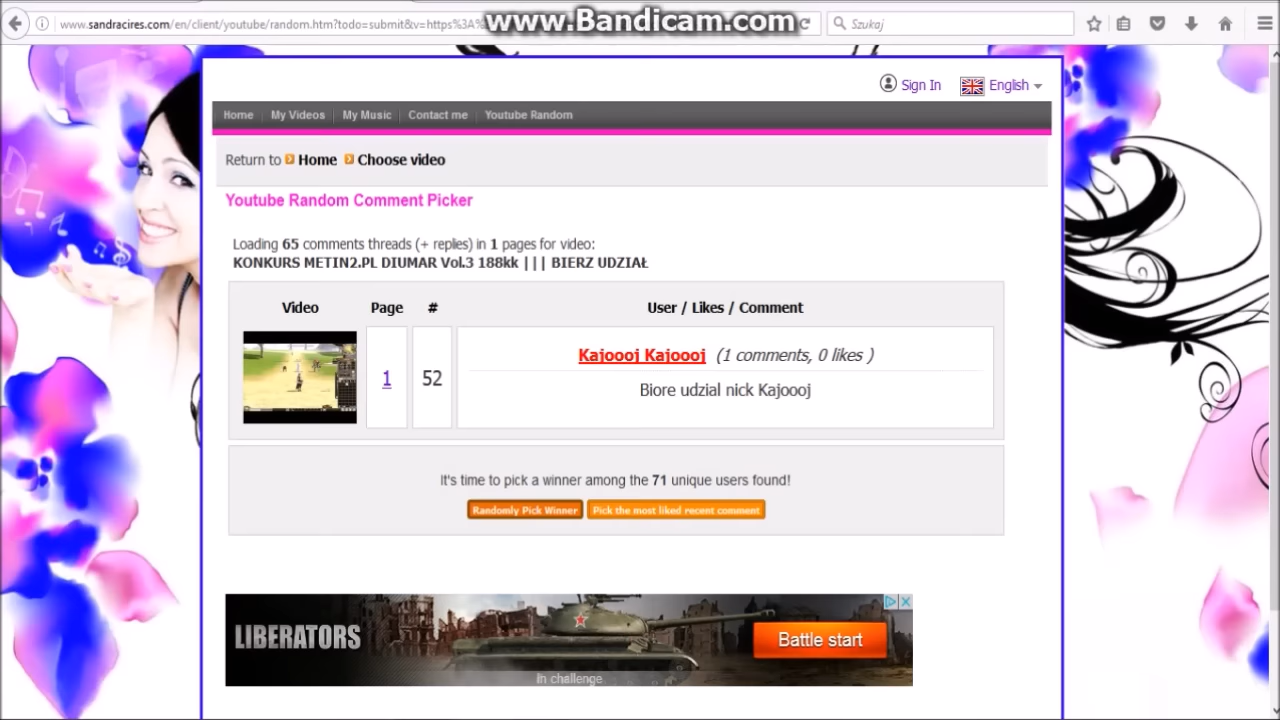 www.Bandicam.com
www.sandracires.com/en/client/youtube/random.htm?todo=submit&v=https%3A%
Szukaj
Sign In
English
Home
My Videos
My Music
Contact me
Youtube Random
Return to Home Choose video
Youtube Random Comment Picker
Loading 65 comments threads (+ replies) in 1 pages for video:
KONKURS METIN2.PL DIUMAR Vol.3 188kk ||| BIERZ UDZIAŁ
Video Page # User / Likes / Comment
Kajoooj Kajoooj (1 comments, 0 likes )
1 52
Biore udzial nick Kajoooj
It's time to pick a winner among the 71 unique users found!
Randomly Pick Winner Pick the most liked recent comment
LIBERATORS
Battle start
in challenge